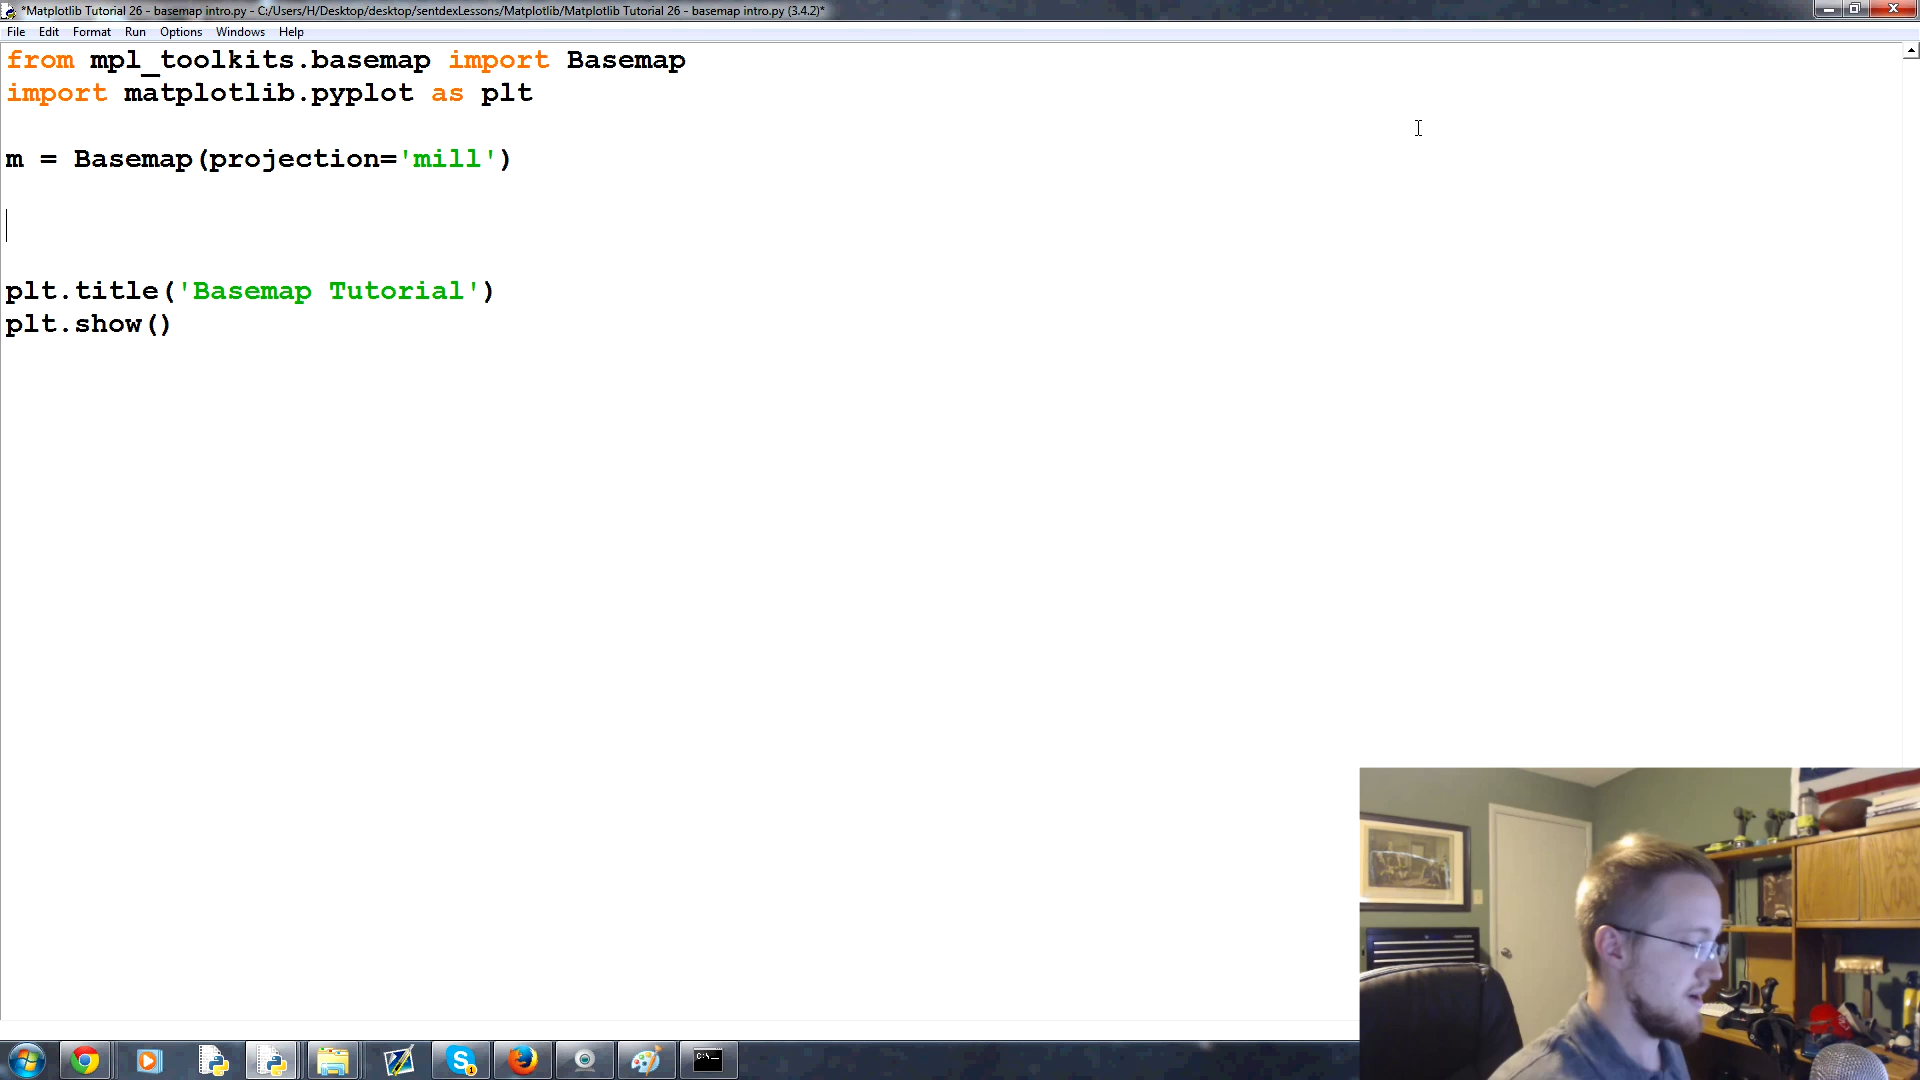 *Matplotlib Tutorial 26 - basemap intro.py - C:/Users/H/Desktop/desktop/sentdexLessons/Matplotlib/Matplotlib Tutorial 26 - basemap intro.py (3.4.2)*
File Edit Format Run Options Windows Help
from mpl_toolkits.basemap import Basemap
import matplotlib.pyplot as plt
m = Basemap(projection='mill')
plt.title('Basemap Tutorial')
plt.show()